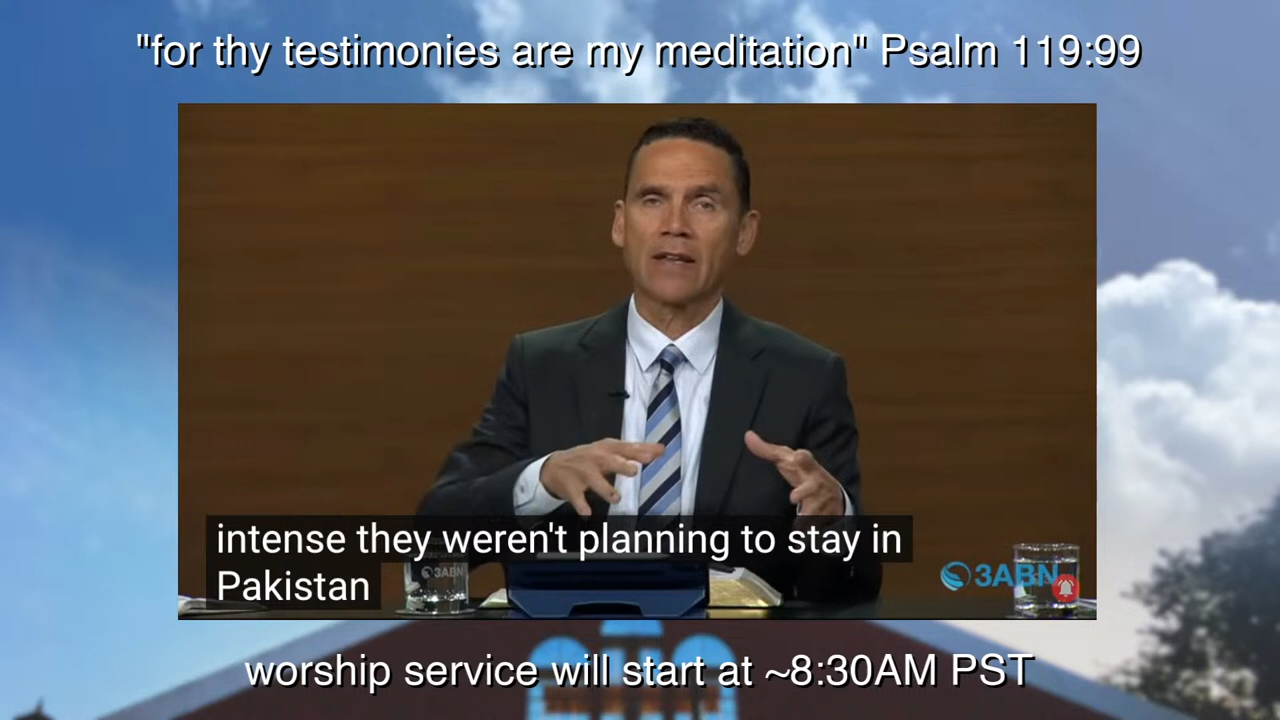 "for thy testimonies are my meditation" Psalm 119:99
intense they weren't planning to stay in
Pakistan
3ABN
3ABN
worship service will start at ~8:30AM PST